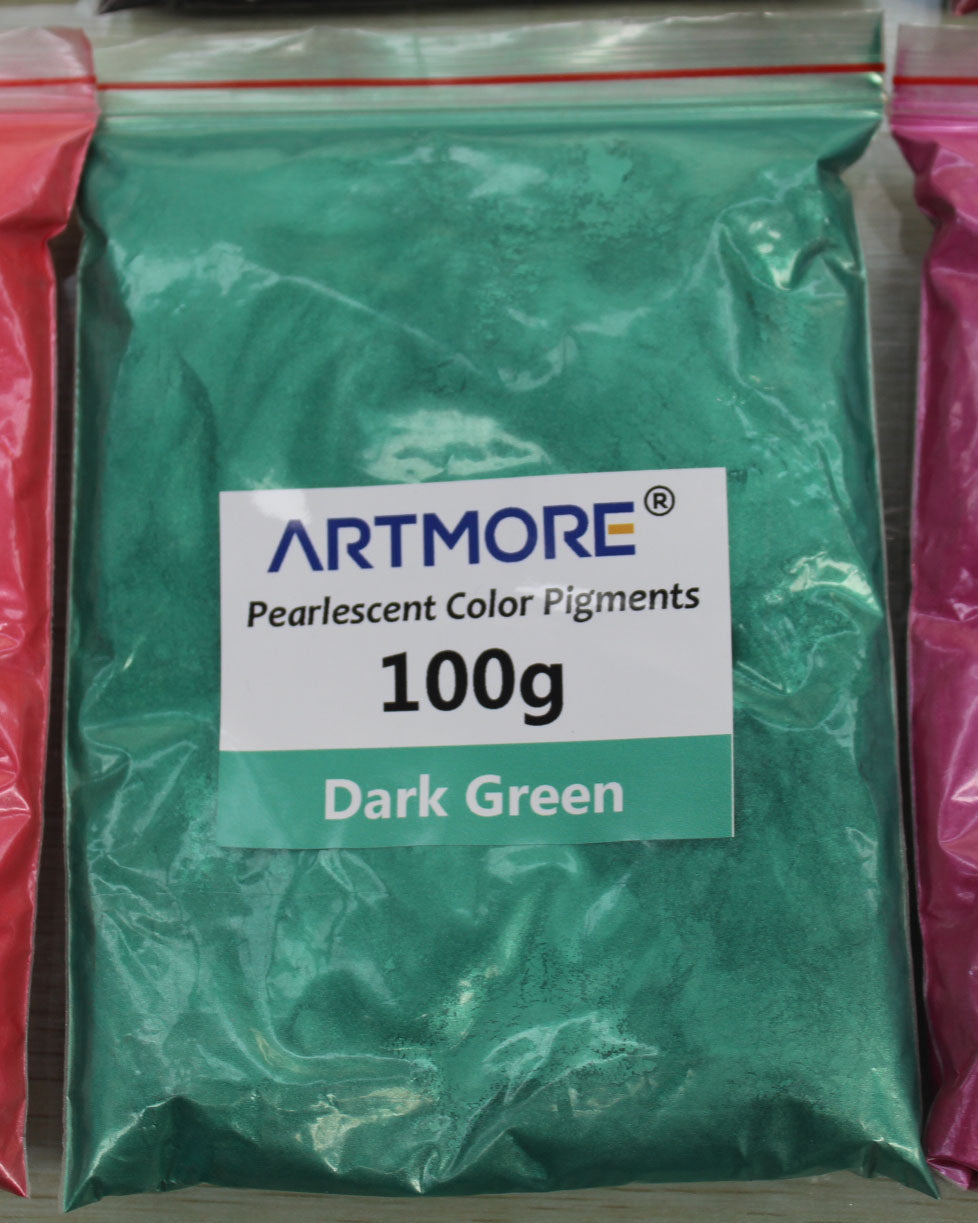 ARTMORE®
Pearlescent Color Pigments
100g
Dark Green